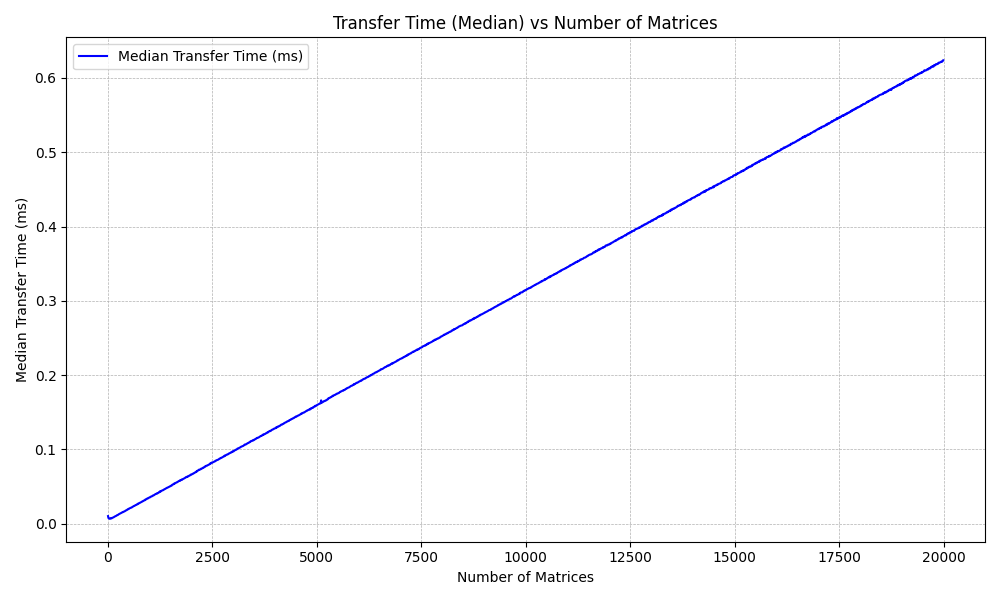 Transfer Time (Median) vs Number of Matrices
Median Transfer Time (ms)
Median Transfer Time (ms)
0.6
0.5
0.4
0.3
0.2
0.1
0.0
0 2500 5000 7500 10000 12500 15000 17500 20000
Number of Matrices